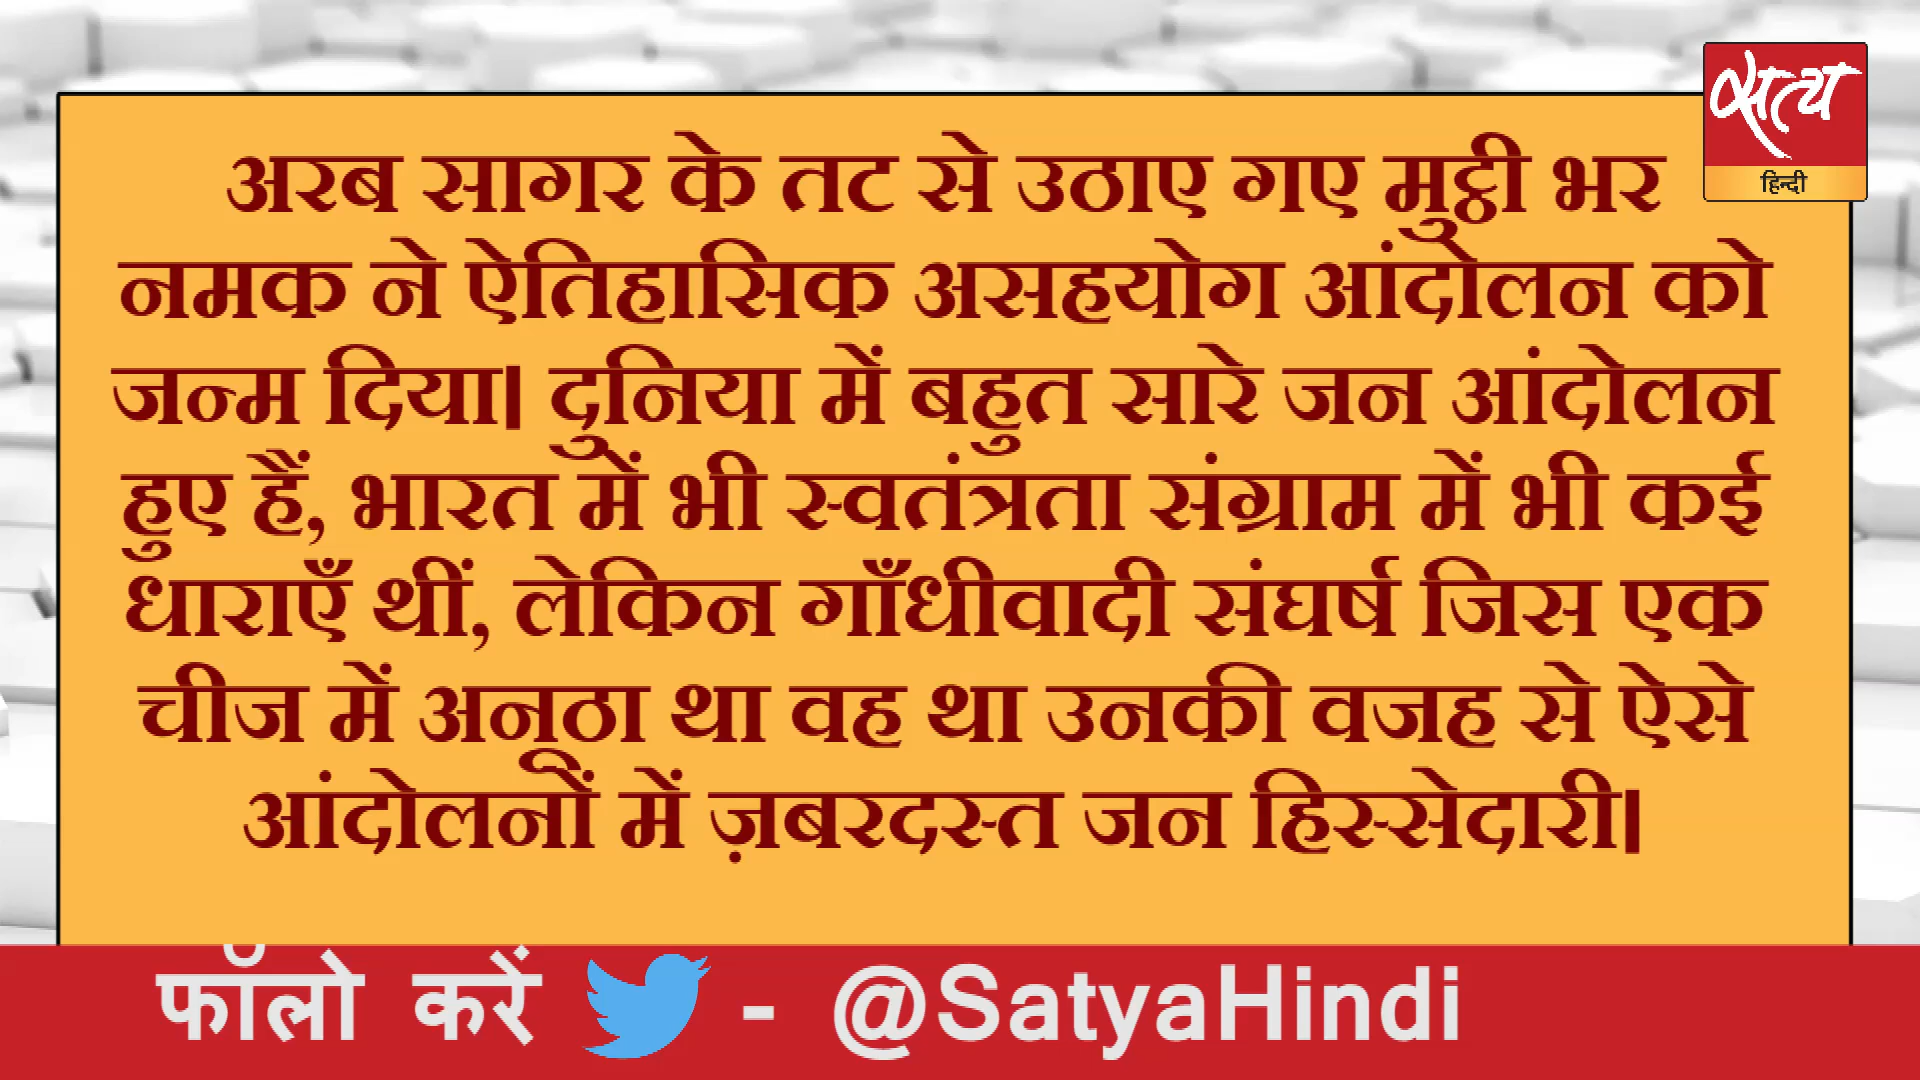 सत्य
हिन्दी
अरब सागर के तट से उठाए गए मुट्ठी भर
नमक ने ऐतिहासिक असहयोग आंदोलन को
जन्म दिया। दुनिया में बहुत सारे जन आंदोलन
हुए हैं, भारत में भी स्वतंत्रता संग्राम में भी कई
धाराएँ थीं, लेकिन गाँधीवादी संघर्ष जिस एक
चीज में अनूठा था वह था उनकी वजह से ऐसे
आंदोलनों में ज़बरदस्त जन हिस्सेदारी।
फॉलो करें - @SatyaHindi